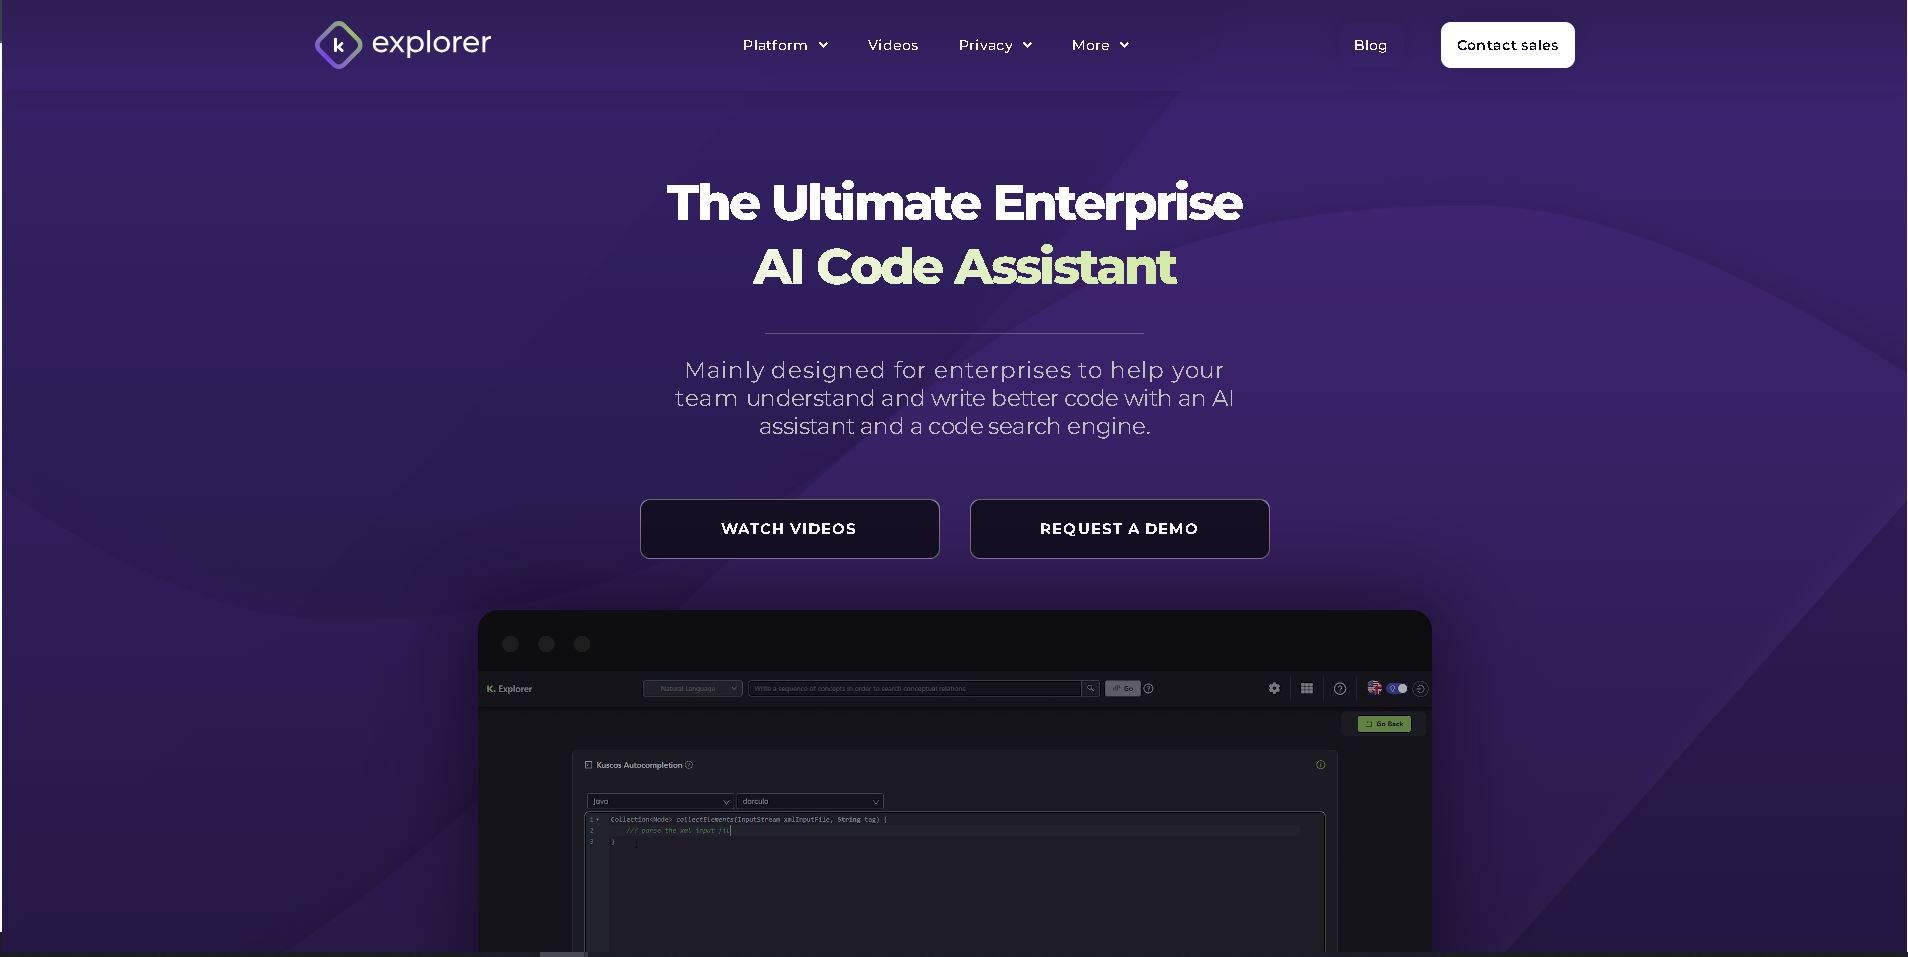 k explorer
Platform
Videos
Privacy
More
Blog
Contact sales
The Ultimate Enterprise
AI Code Assistant
Mainly designed for enterprises to help your
team understand and write better code with an AI
assistant and a code search engine.
WATCH VIDEOS
REQUEST A DEMO
K. Explorer
Natural Language
Write a sequence of concepts in order to search conceptual relations
Go
Go Back
Kuscos Autocompletion
Java
darcula
1 Collection<Node> collectElements(InputStream xmlInputFile, String tag) {
2 //! parse the xml input fil
3 }